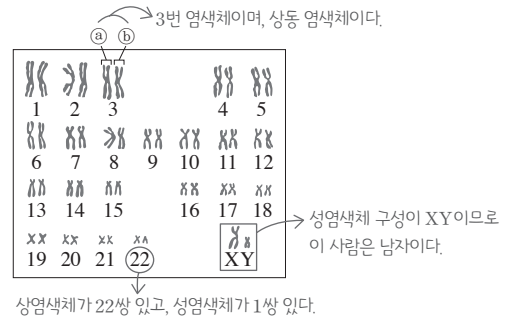 3번 염색체이며, 상동 염색체이다.
ⓐ ⓑ
1 2 3 4 5
6 7 8 9 10 11 12
13 14 15 16 17 18
19 20 21 22 XY
성염색체 구성이 XY이므로
이 사람은 남자이다.
상염색체가 22쌍 있고, 성염색체가 1쌍 있다.